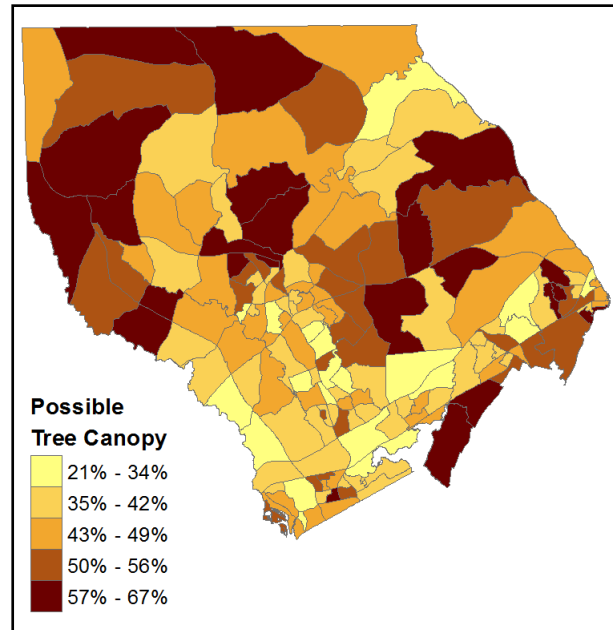 Possible
Tree Canopy
21% - 34%
35% - 42%
43% - 49%
50% - 56%
57% - 67%